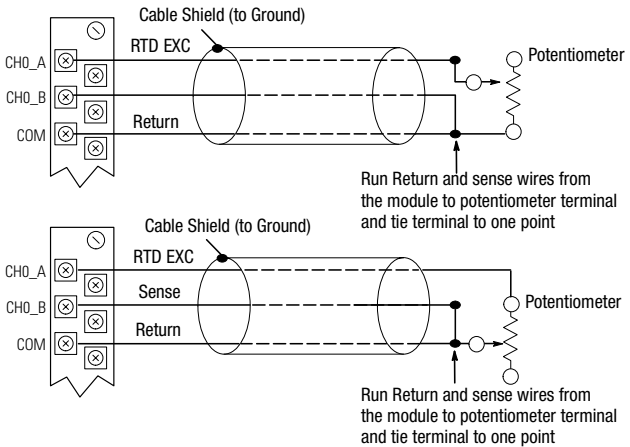 Cable Shield (to Ground)
RTD EXC
Potentiometer
CH0_A
CH0_B
COM
Return
Run Return and sense wires from
the module to potentiometer terminal
and tie terminal to one point
Cable Shield (to Ground)
RTD EXC
CH0_A
Sense
Potentiometer
CH0_B
Return
COM
Run Return and sense wires from
the module to potentiometer terminal
and tie terminal to one point